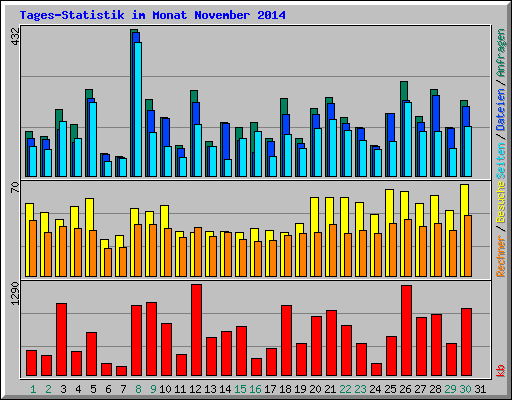 Tages-Statistik im Monat November 2014
432
70
1290
Rechner / Besuche Seiten / Dateien / Anfragen
kb
1 2 3 4 5 6 7 8 9 10 11 12 13 14 15 16 17 18 19 20 21 22 23 24 25 26 27 28 29 30 31